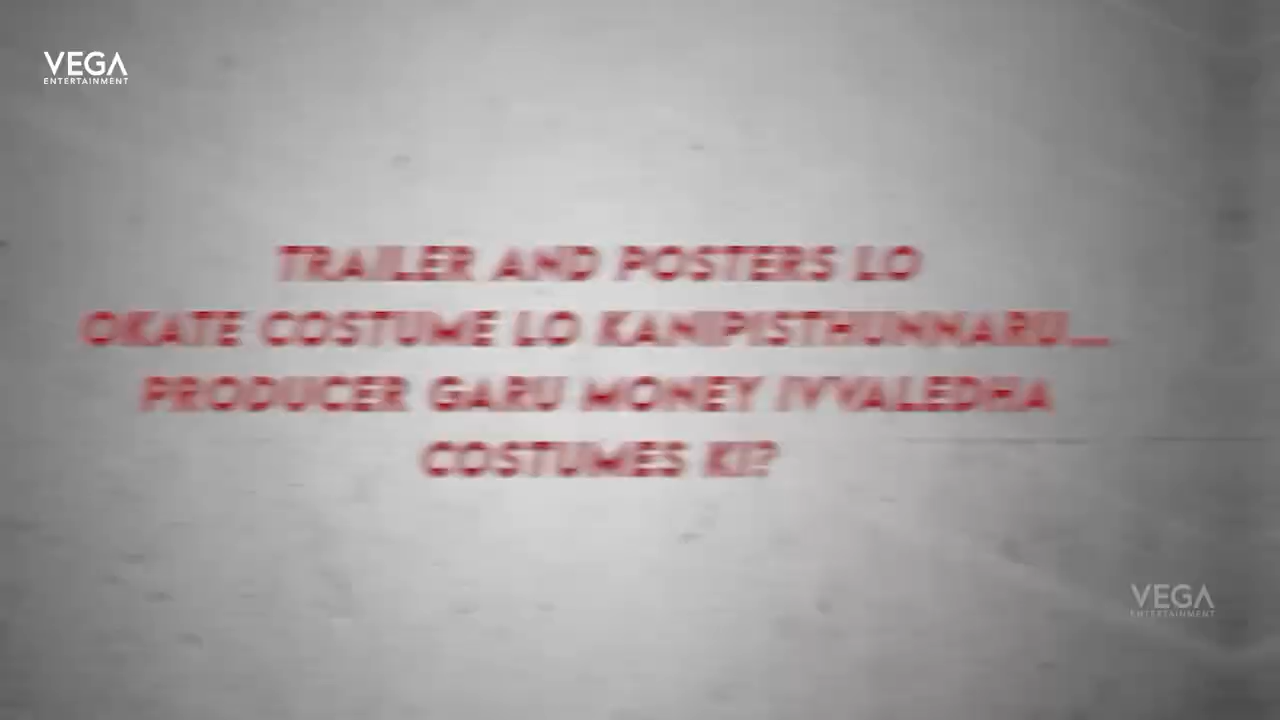 VEGA
ENTERTAINMENT
TRAILER AND POSTERS LO
OKATE COSTUME LO KANIPISTHUNNARU...
PRODUCER GARU MONEY IVVALEDHA
COSTUMES KI?
VEGA
ENTERTAINMENT